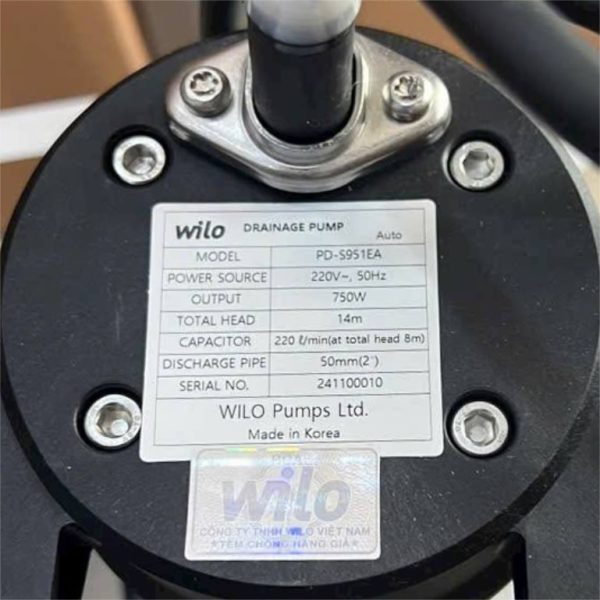 wilo DRAINAGE PUMP Auto
MODEL PD-S951EA
POWER SOURCE 220V~, 50Hz
OUTPUT 750W
TOTAL HEAD 14m
CAPACITOR 220 ℓ/min(at total head 8m)
DISCHARGE PIPE 50mm(2")
SERIAL NO. 241100010
WILO Pumps Ltd.
Made in Korea
wilo
CÔNG TY TNHH WILO VIỆT NAM
★TEM CHỐNG HÀNG GIẢ★